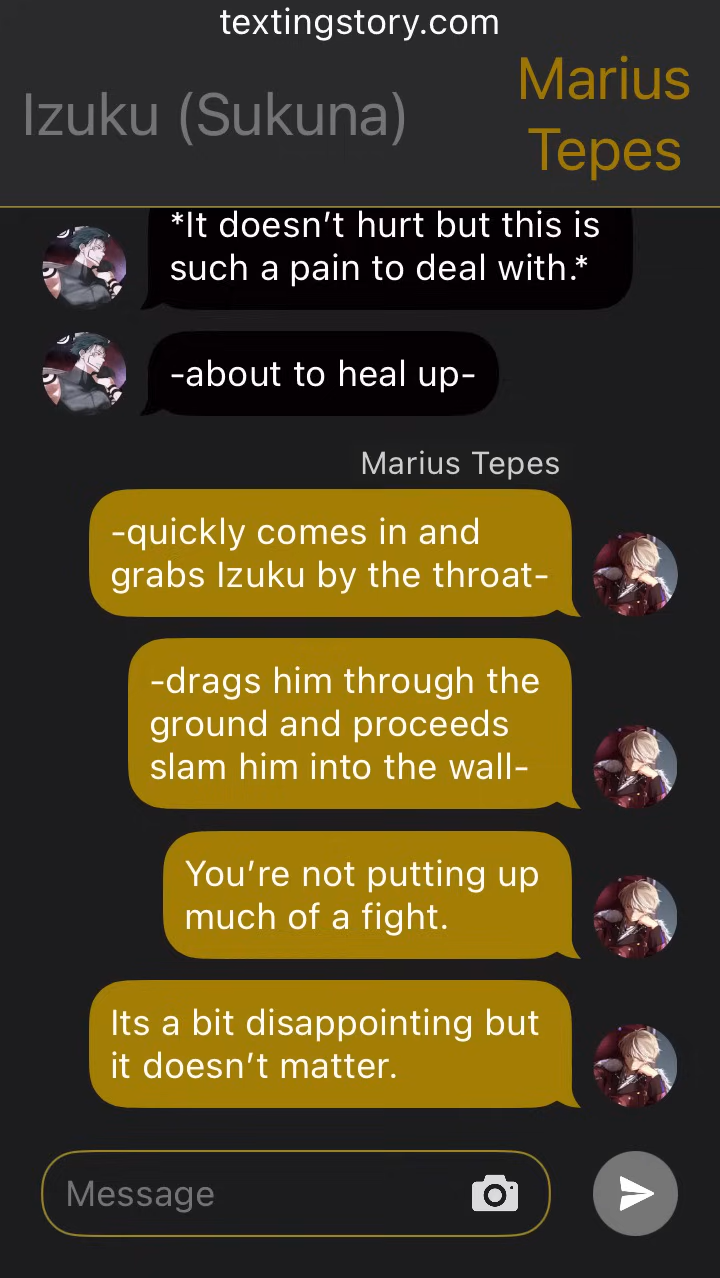 textingstory.com
Izuku (Sukuna)
Marius
Tepes
*It doesn’t hurt but this is
such a pain to deal with.*
-about to heal up-
Marius Tepes
-quickly comes in and
grabs Izuku by the throat-
-drags him through the
ground and proceeds
slam him into the wall-
You’re not putting up
much of a fight.
Its a bit disappointing but
it doesn’t matter.
Message